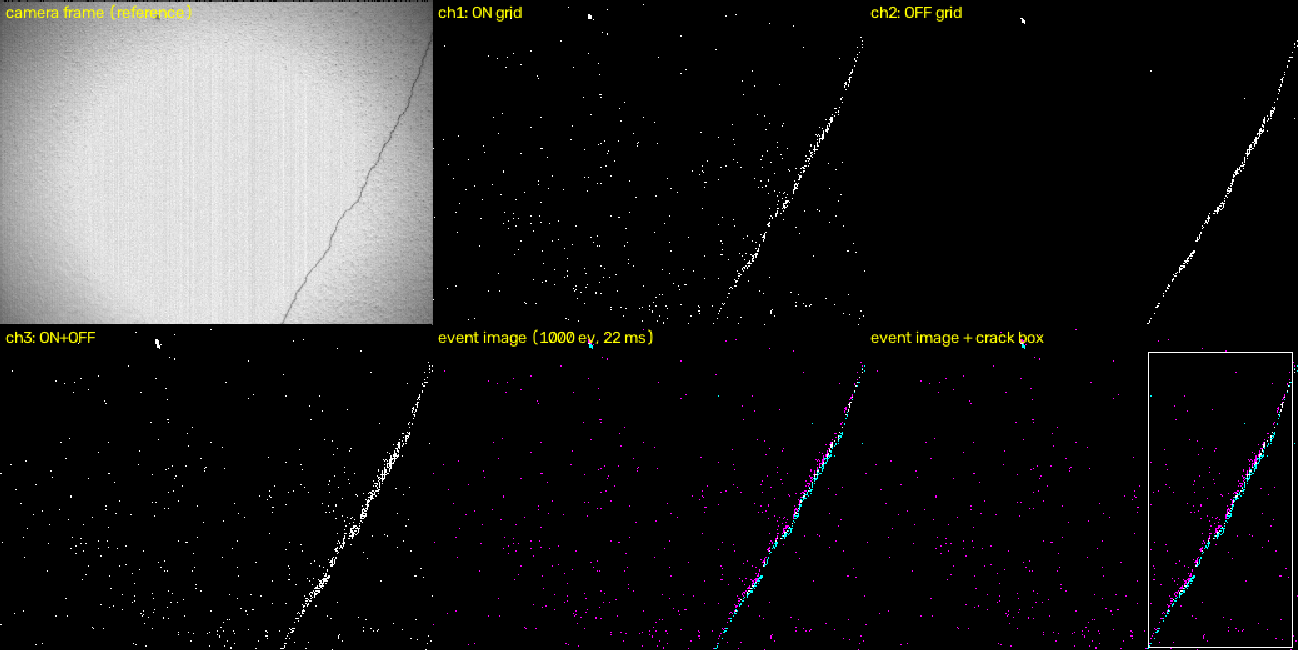 camera frame (reference)
ch1: ON grid
ch2: OFF grid
ch3: ON+OFF
event image (1000 ev, 22 ms)
event image + crack box